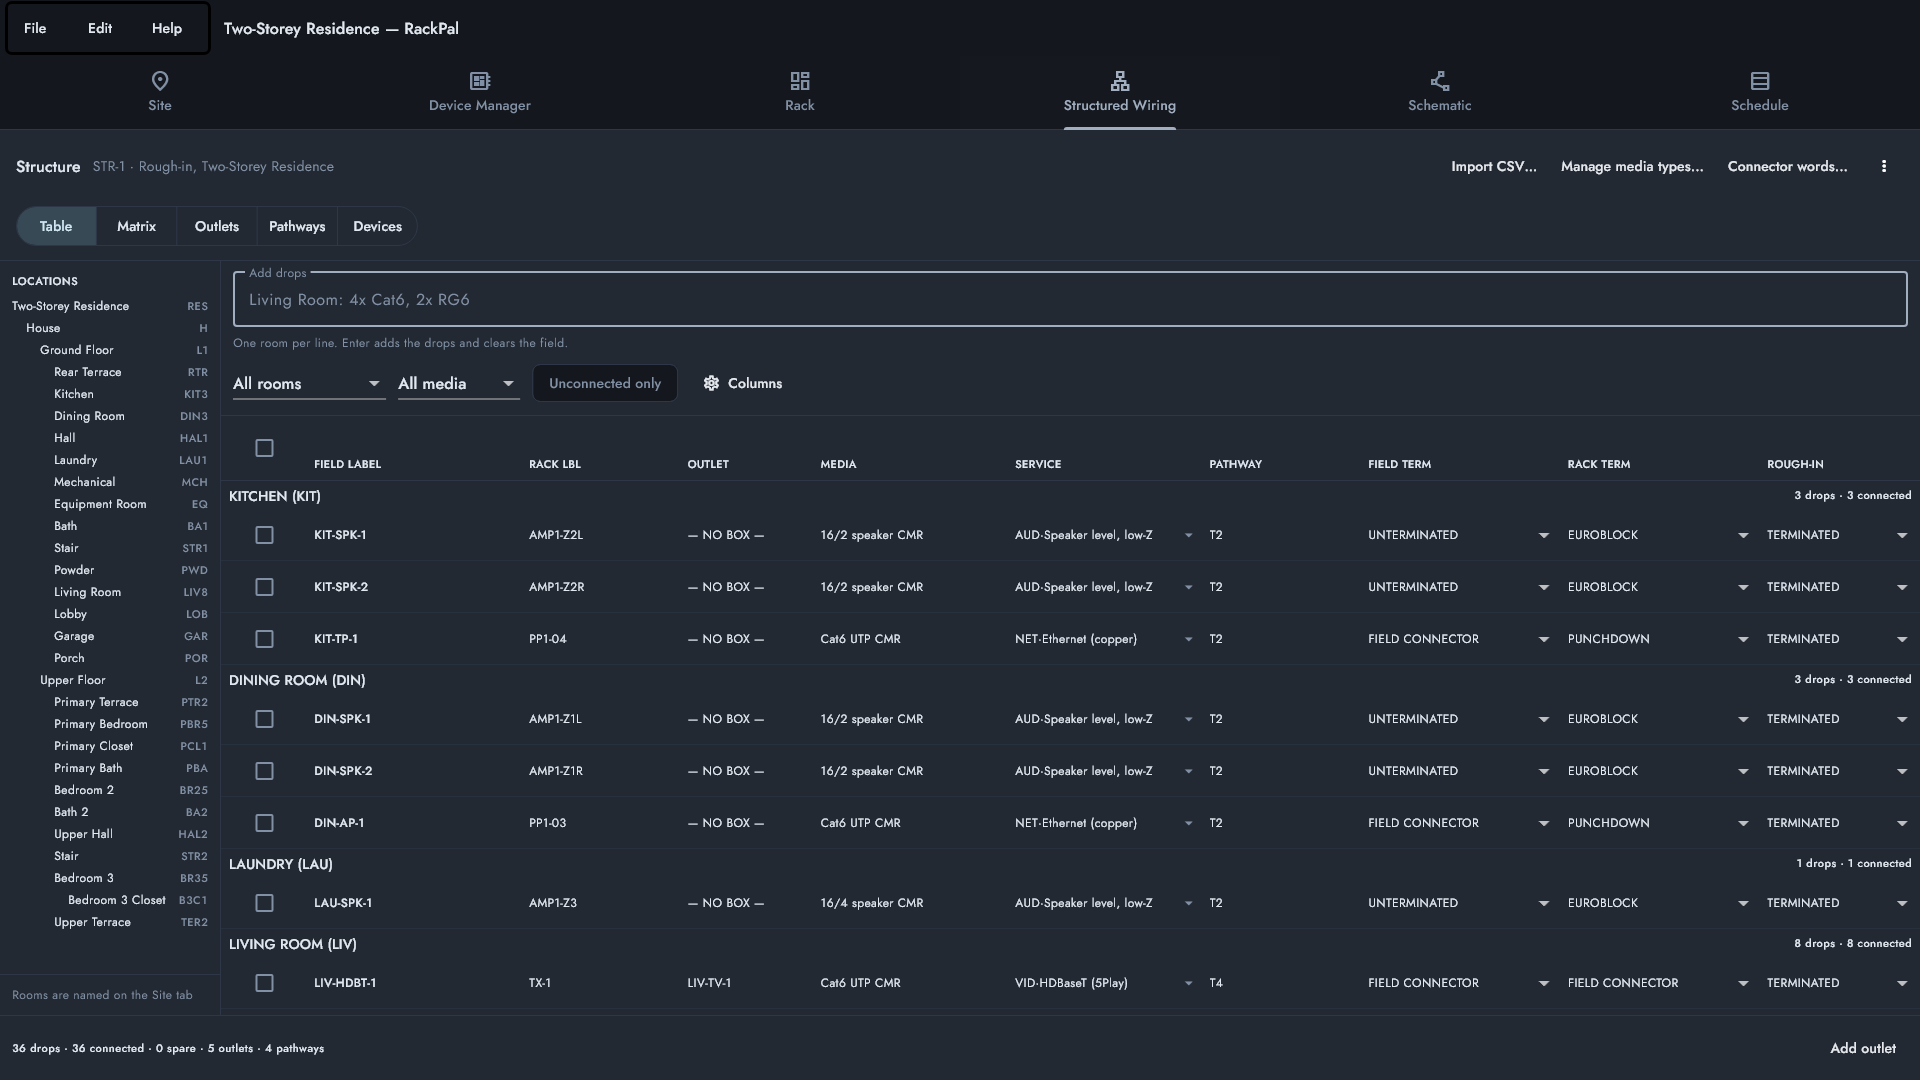 File Edit Help Two-Storey Residence — RackPal
Site Device Manager Rack Structured Wiring Schematic Schedule
Structure STR-1 · Rough-in, Two-Storey Residence Import CSV... Manage media types... Connector words...
Table Matrix Outlets Pathways Devices
LOCATIONS
Two-Storey Residence RES
House H
Ground Floor L1
Rear Terrace RTR
Kitchen KIT3
Dining Room DIN3
Hall HAL1
Laundry LAU1
Mechanical MCH
Equipment Room EQ
Bath BA1
Stair STR1
Powder PWD
Living Room LIV8
Lobby LOB
Garage GAR
Porch POR
Upper Floor L2
Primary Terrace PTR2
Primary Bedroom PBR5
Primary Closet PCL1
Primary Bath PBA
Bedroom 2 BR25
Bath 2 BA2
Upper Hall HAL2
Stair STR2
Bedroom 3 BR35
Bedroom 3 Closet B3C1
Upper Terrace TER2
Rooms are named on the Site tab
Add drops
Living Room: 4x Cat6, 2x RG6
One room per line. Enter adds the drops and clears the field.
All rooms All media Unconnected only Columns
FIELD LABEL RACK LBL OUTLET MEDIA SERVICE PATHWAY FIELD TERM RACK TERM ROUGH-IN
KITCHEN (KIT) 3 drops · 3 connected
KIT-SPK-1 AMP1-Z2L — NO BOX — 16/2 speaker CMR AUD·Speaker level, low-Z T2 UNTERMINATED EUROBLOCK TERMINATED
KIT-SPK-2 AMP1-Z2R — NO BOX — 16/2 speaker CMR AUD·Speaker level, low-Z T2 UNTERMINATED EUROBLOCK TERMINATED
KIT-TP-1 PP1-04 — NO BOX — Cat6 UTP CMR NET·Ethernet (copper) T2 FIELD CONNECTOR PUNCHDOWN TERMINATED
DINING ROOM (DIN) 3 drops · 3 connected
DIN-SPK-1 AMP1-Z1L — NO BOX — 16/2 speaker CMR AUD·Speaker level, low-Z T2 UNTERMINATED EUROBLOCK TERMINATED
DIN-SPK-2 AMP1-Z1R — NO BOX — 16/2 speaker CMR AUD·Speaker level, low-Z T2 UNTERMINATED EUROBLOCK TERMINATED
DIN-AP-1 PP1-03 — NO BOX — Cat6 UTP CMR NET·Ethernet (copper) T2 FIELD CONNECTOR PUNCHDOWN TERMINATED
LAUNDRY (LAU) 1 drops · 1 connected
LAU-SPK-1 AMP1-Z3 — NO BOX — 16/4 speaker CMR AUD·Speaker level, low-Z T2 UNTERMINATED EUROBLOCK TERMINATED
LIVING ROOM (LIV) 8 drops · 8 connected
LIV-HDBT-1 TX-1 LIV-TV-1 Cat6 UTP CMR VID·HDBaseT (5Play) T4 FIELD CONNECTOR FIELD CONNECTOR TERMINATED
36 drops · 36 connected · 0 spare · 5 outlets · 4 pathways Add outlet